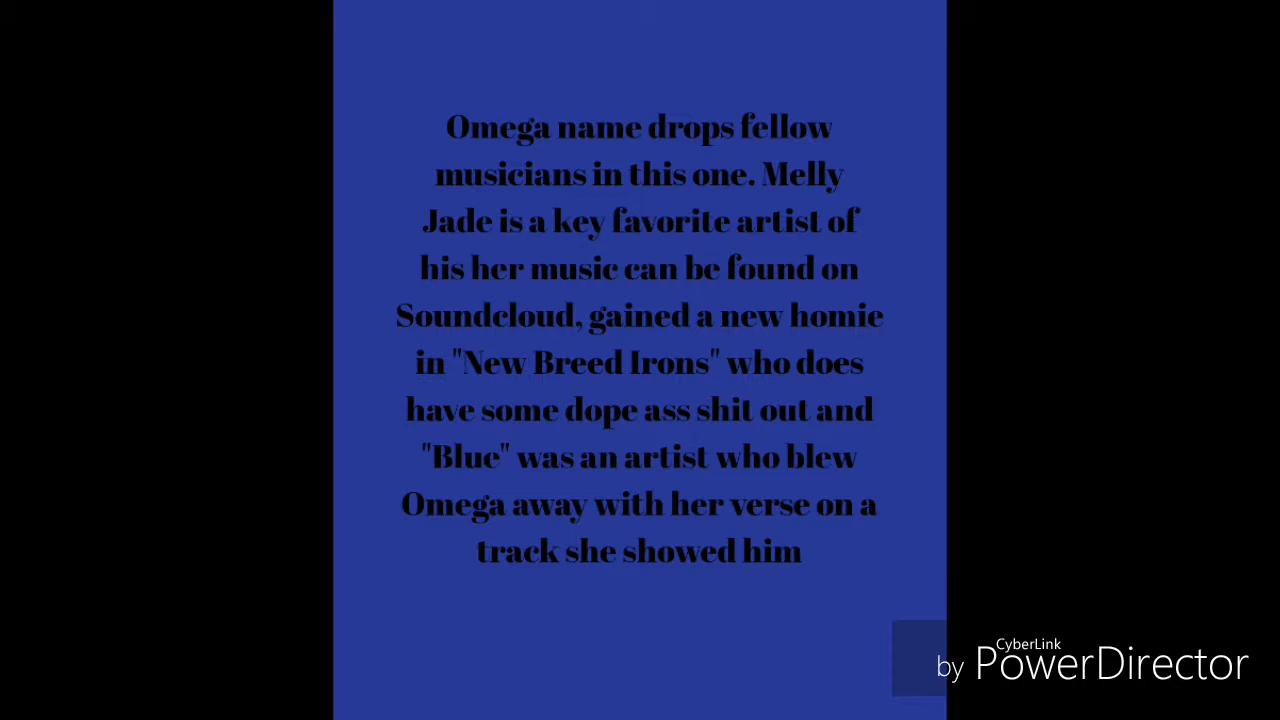 Omega name drops fellow
musicians in this one. Melly
Jade is a key favorite artist of
his her music can be found on
Soundcloud, gained a new homie
in "New Breed Irons" who does
have some dope ass shit out and
"Blue" was an artist who blew
Omega away with her verse on a
track she showed him
CyberLink
by PowerDirector